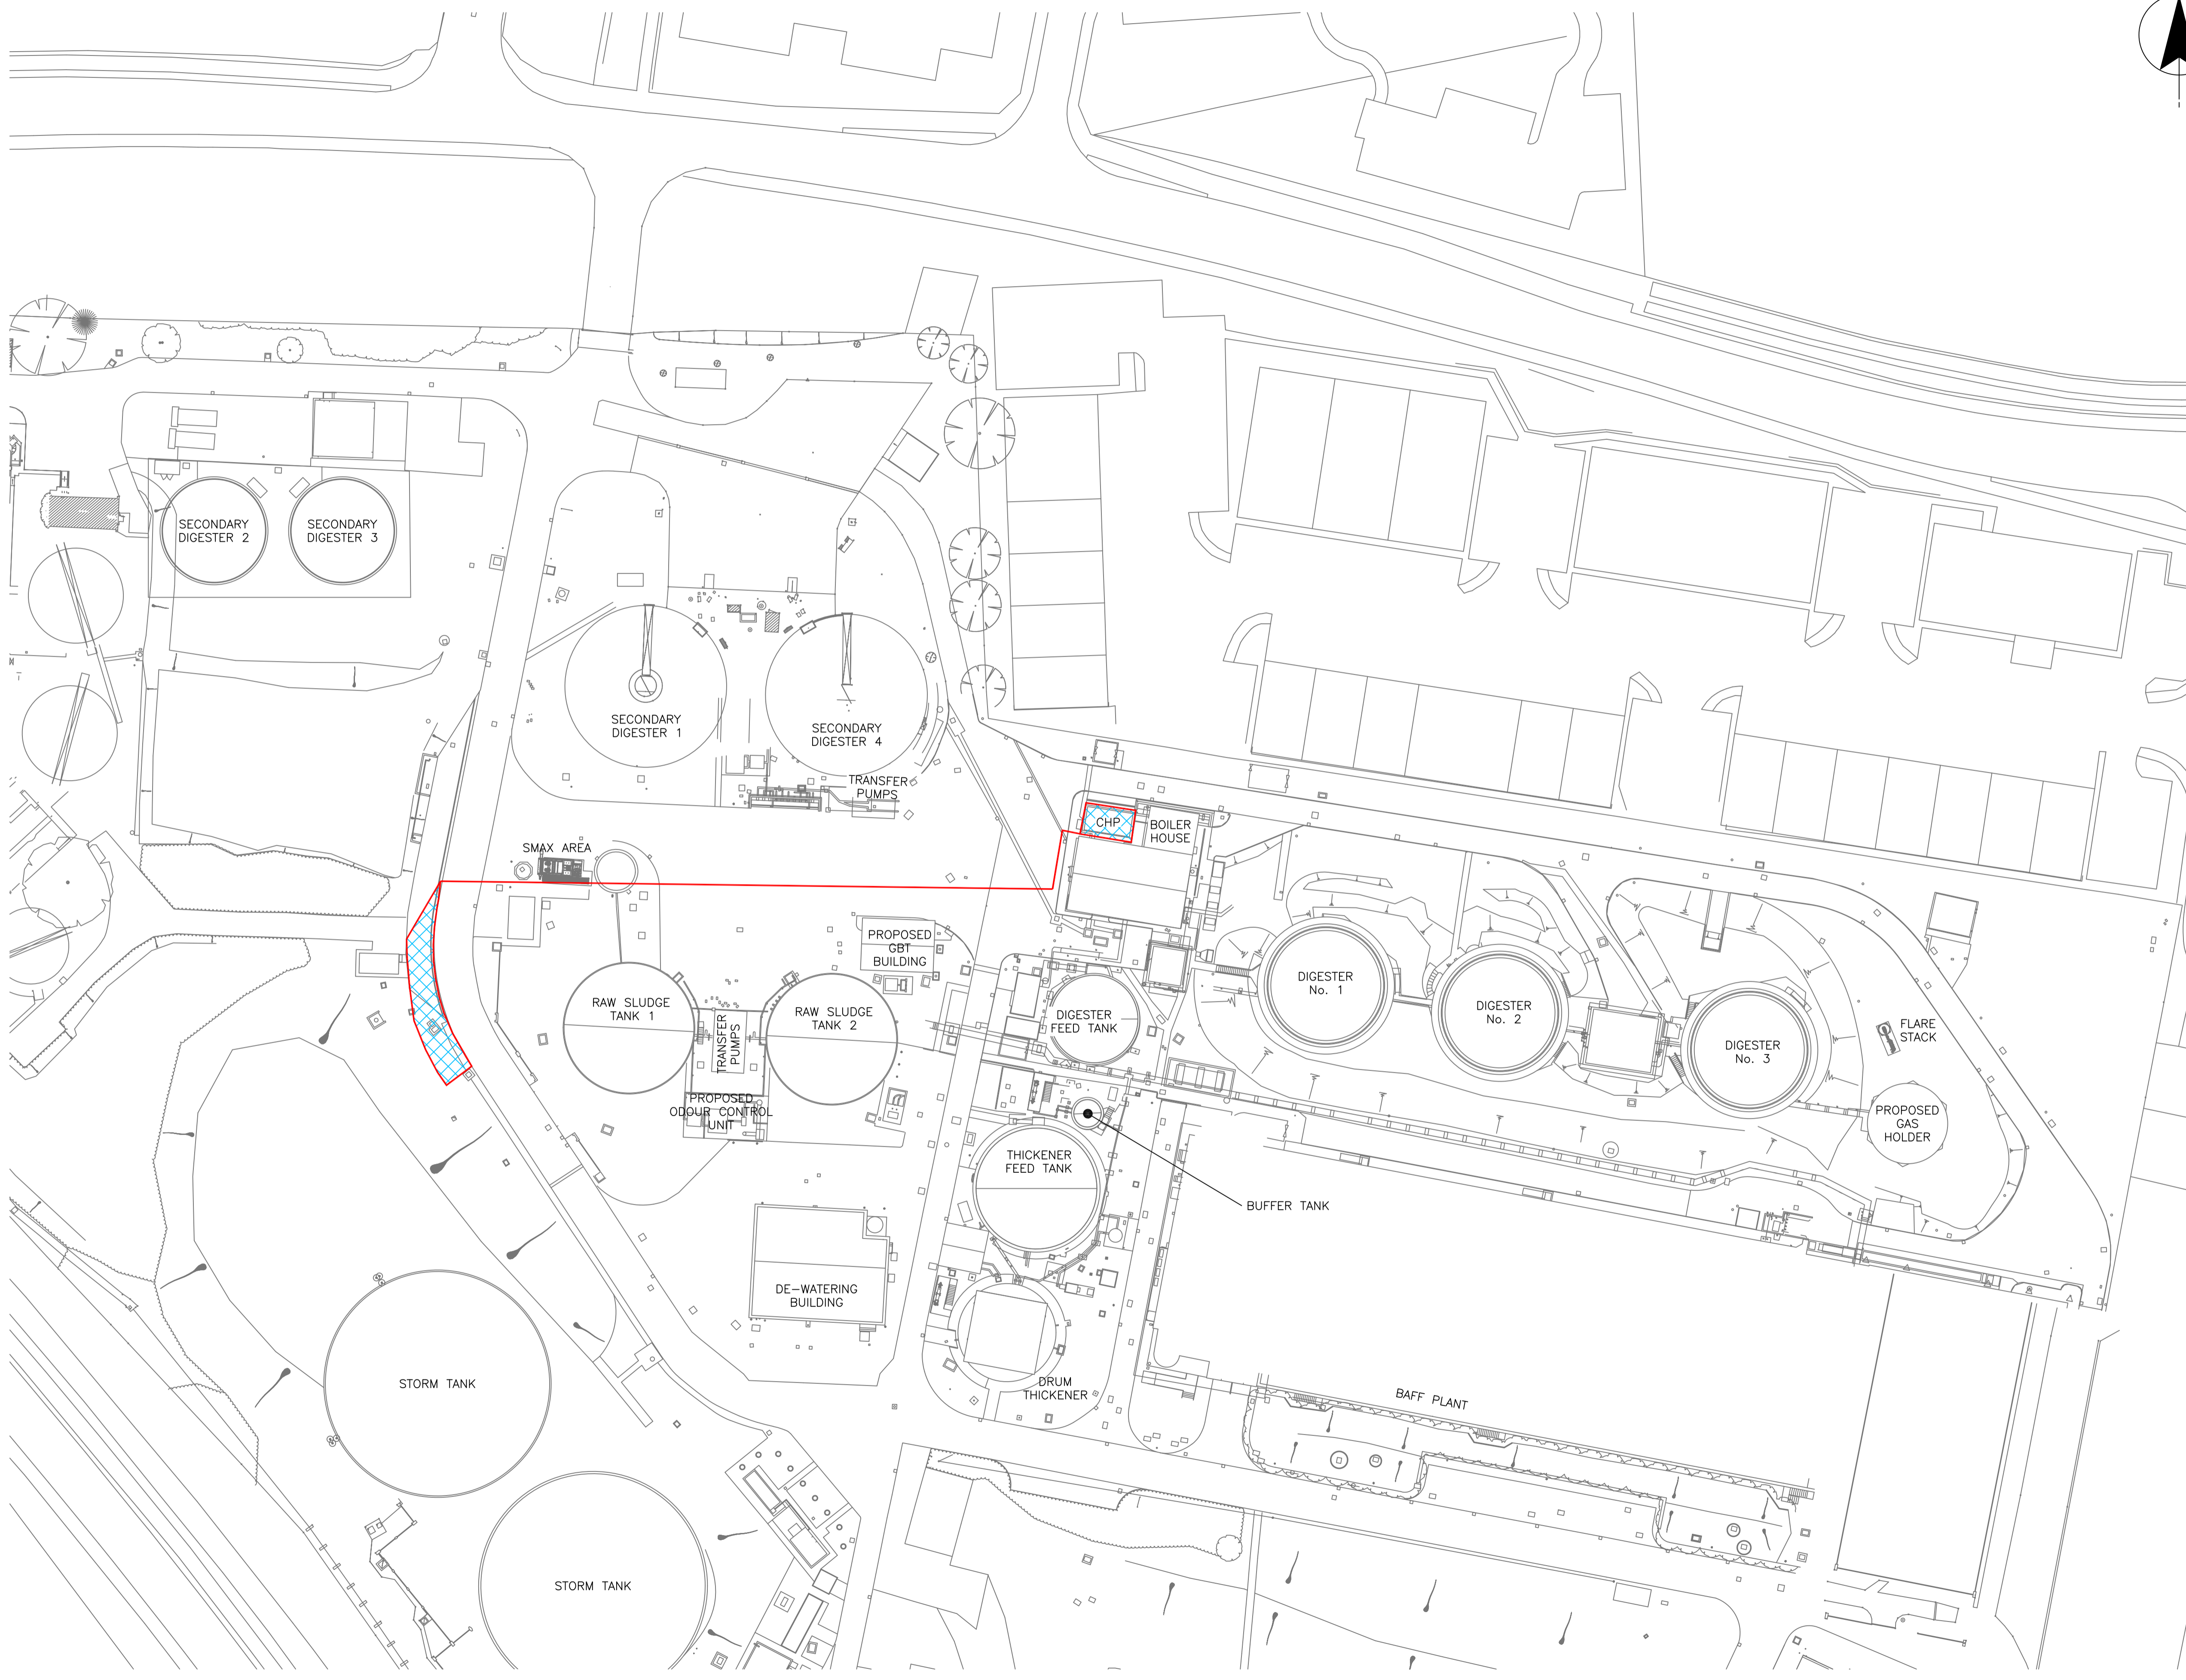 SECONDARY
DIGESTER 2
SECONDARY
DIGESTER 3
SECONDARY
DIGESTER 1
SECONDARY
DIGESTER 4
TRANSFER
PUMPS
CHP
BOILER
HOUSE
SMAX AREA
PROPOSED
GBT
BUILDING
RAW SLUDGE
TANK 1
TRANSFER
PUMPS
RAW SLUDGE
TANK 2
DIGESTER
FEED TANK
DIGESTER
No. 1
DIGESTER
No. 2
DIGESTER
No. 3
FLARE
STACK
PROPOSED
GAS
HOLDER
PROPOSED
ODOUR CONTROL
UNIT
THICKENER
FEED TANK
BUFFER TANK
DE-WATERING
BUILDING
STORM TANK
DRUM
THICKENER
BAFF PLANT
STORM TANK